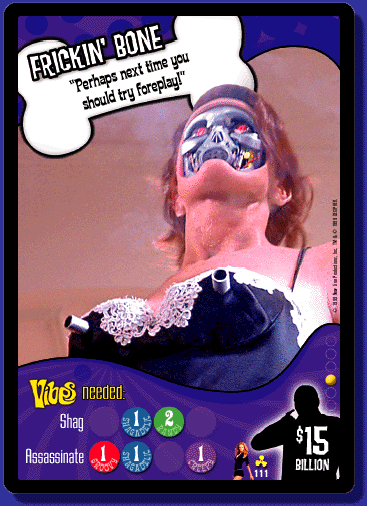 FRICKIN' BONE
"Perhaps next time you
should try foreplay!"
Vibes needed:
Shag 1 2
Assassinate 1 1 1
111
$15
BILLION